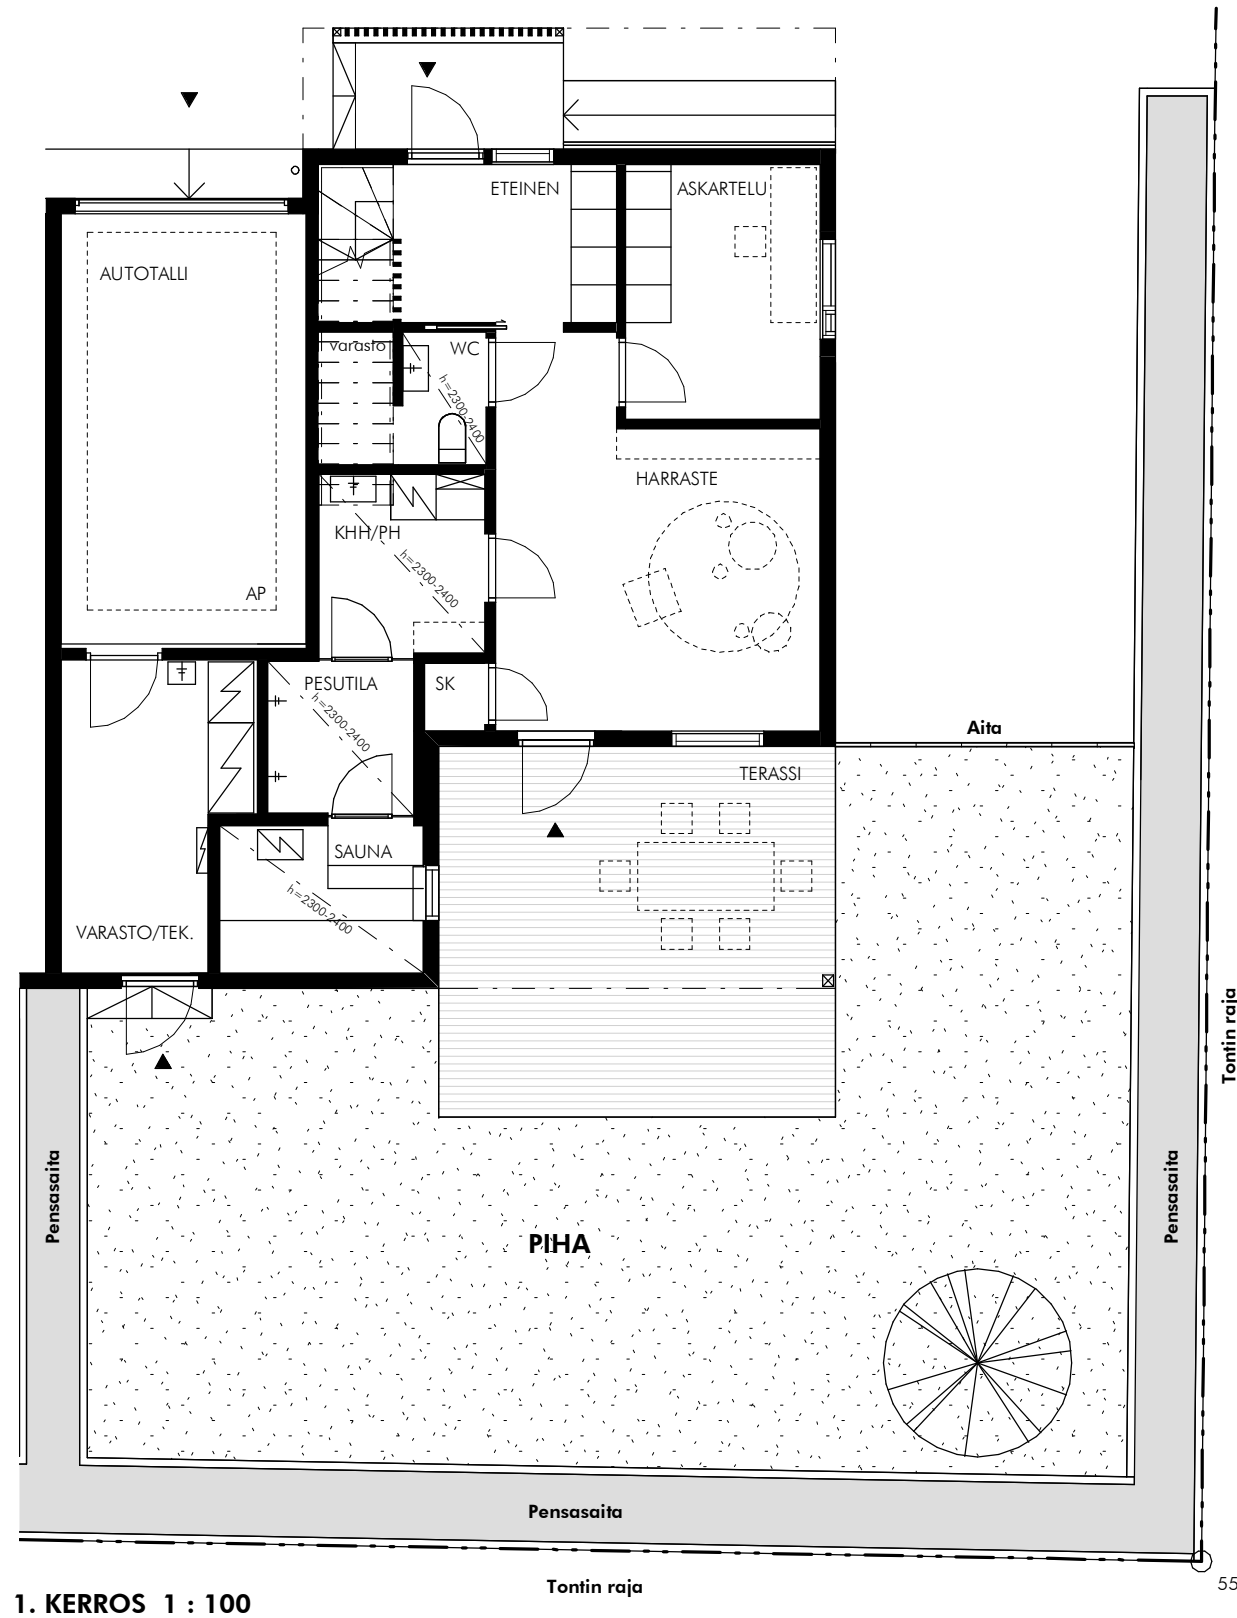 ETEINEN
ASKARTELU
AUTOTALLI
varasto
WC
h=2300-2400
HARRASTE
KHH/PH
h=2300-2400
AP
PESUTILA
SK
h=2300-2400
Aita
TERASSI
SAUNA
h=2300-2400
VARASTO/TEK.
Tontin raja
Pensasaita
Pensasaita
PIHA
Pensasaita
Tontin raja
55
1. KERROS 1 : 100